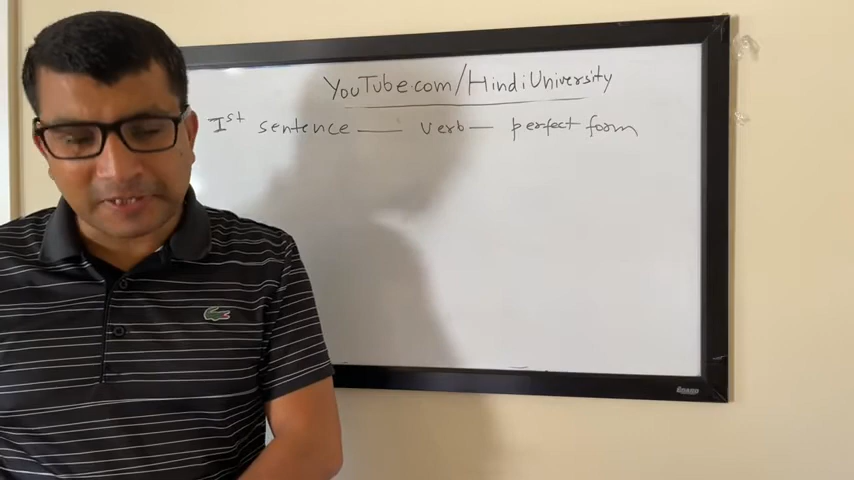 YouTube.com/HindiUniversity
Ist sentence — verb — perfect form